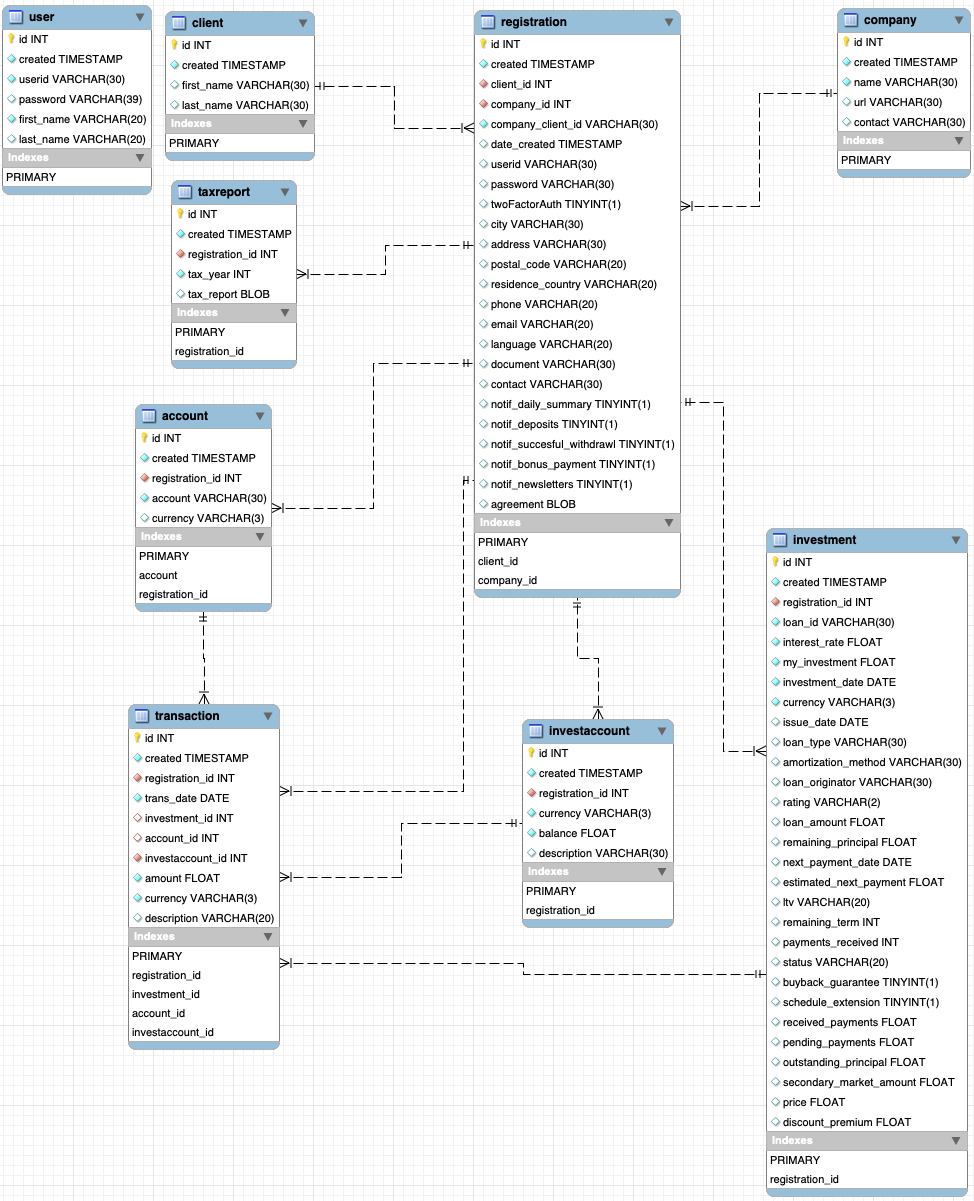 user
id INT
created TIMESTAMP
userid VARCHAR(30)
password VARCHAR(39)
first_name VARCHAR(20)
last_name VARCHAR(20)
Indexes
PRIMARY
client
id INT
created TIMESTAMP
first_name VARCHAR(30)
last_name VARCHAR(30)
Indexes
PRIMARY
registration
id INT
created TIMESTAMP
client_id INT
company_id INT
company_client_id VARCHAR(30)
date_created TIMESTAMP
userid VARCHAR(30)
password VARCHAR(30)
twoFactorAuth TINYINT(1)
city VARCHAR(30)
address VARCHAR(30)
postal_code VARCHAR(20)
residence_country VARCHAR(20)
phone VARCHAR(20)
email VARCHAR(20)
language VARCHAR(20)
document VARCHAR(30)
contact VARCHAR(30)
notif_daily_summary TINYINT(1)
notif_deposits TINYINT(1)
notif_succesful_withdrawl TINYINT(1)
notif_bonus_payment TINYINT(1)
notif_newsletters TINYINT(1)
agreement BLOB
Indexes
PRIMARY
client_id
company_id
company
id INT
created TIMESTAMP
name VARCHAR(30)
url VARCHAR(30)
contact VARCHAR(30)
Indexes
PRIMARY
taxreport
id INT
created TIMESTAMP
registration_id INT
tax_year INT
tax_report BLOB
Indexes
PRIMARY
registration_id
account
id INT
created TIMESTAMP
registration_id INT
account VARCHAR(30)
currency VARCHAR(3)
Indexes
PRIMARY
account
registration_id
transaction
id INT
created TIMESTAMP
registration_id INT
trans_date DATE
investment_id INT
account_id INT
investaccount_id INT
amount FLOAT
currency VARCHAR(3)
description VARCHAR(20)
Indexes
PRIMARY
registration_id
investment_id
account_id
investaccount_id
investaccount
id INT
created TIMESTAMP
registration_id INT
currency VARCHAR(3)
balance FLOAT
description VARCHAR(30)
Indexes
PRIMARY
registration_id
investment
id INT
created TIMESTAMP
registration_id INT
loan_id VARCHAR(30)
interest_rate FLOAT
my_investment FLOAT
investment_date DATE
currency VARCHAR(3)
issue_date DATE
loan_type VARCHAR(30)
amortization_method VARCHAR(30)
loan_originator VARCHAR(30)
rating VARCHAR(2)
loan_amount FLOAT
remaining_principal FLOAT
next_payment_date DATE
estimated_next_payment FLOAT
ltv VARCHAR(20)
remaining_term INT
payments_received INT
status VARCHAR(20)
buyback_guarantee TINYINT(1)
schedule_extension TINYINT(1)
received_payments FLOAT
pending_payments FLOAT
outstanding_principal FLOAT
secondary_market_amount FLOAT
price FLOAT
discount_premium FLOAT
Indexes
PRIMARY
registration_id